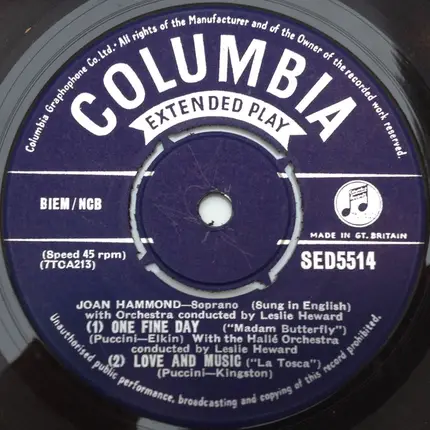 Columbia Graphophone Co. Ltd. All rights of the Manufacturer and of the Owner of the recorded work reserved.
COLUMBIA
EXTENDED PLAY
BIEM/NCB
MADE IN GT. BRITAIN
(Speed 45 rpm)
(7TCA213)
SED5514
JOAN HAMMOND—Soprano (Sung in English)
with Orchestra conducted by Leslie Heward
(1) ONE FINE DAY ("Madam Butterfly")
(Puccini—Elkin) With the Hallé Orchestra
conducted by Leslie Heward
(2) LOVE AND MUSIC ("La Tosca")
(Puccini—Kingston)
Unauthorised public performance, broadcasting and copying of this record prohibited.